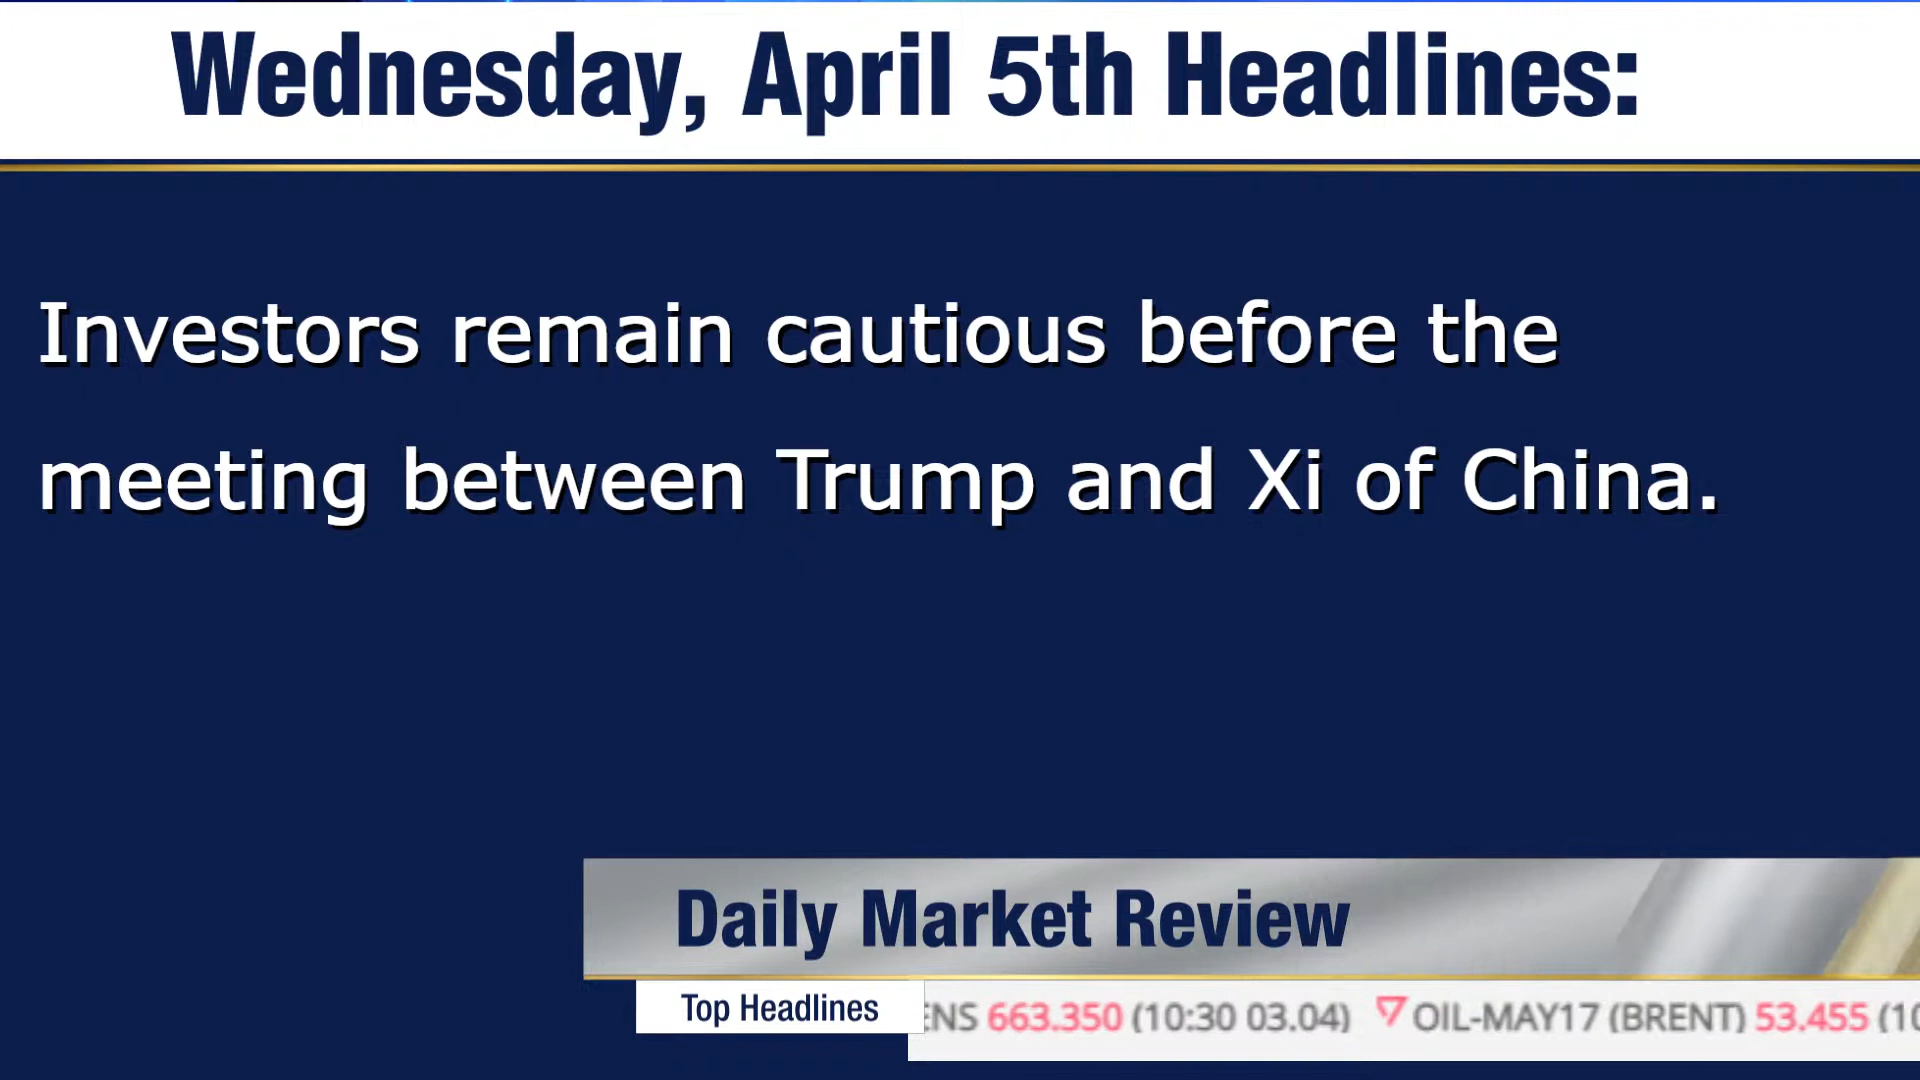 Wednesday, April 5th Headlines:
Investors remain cautious before the
meeting between Trump and Xi of China.
Daily Market Review
Top Headlines
663.350 (10:30 03.04) OIL-MAY17 (BRENT) 53.455